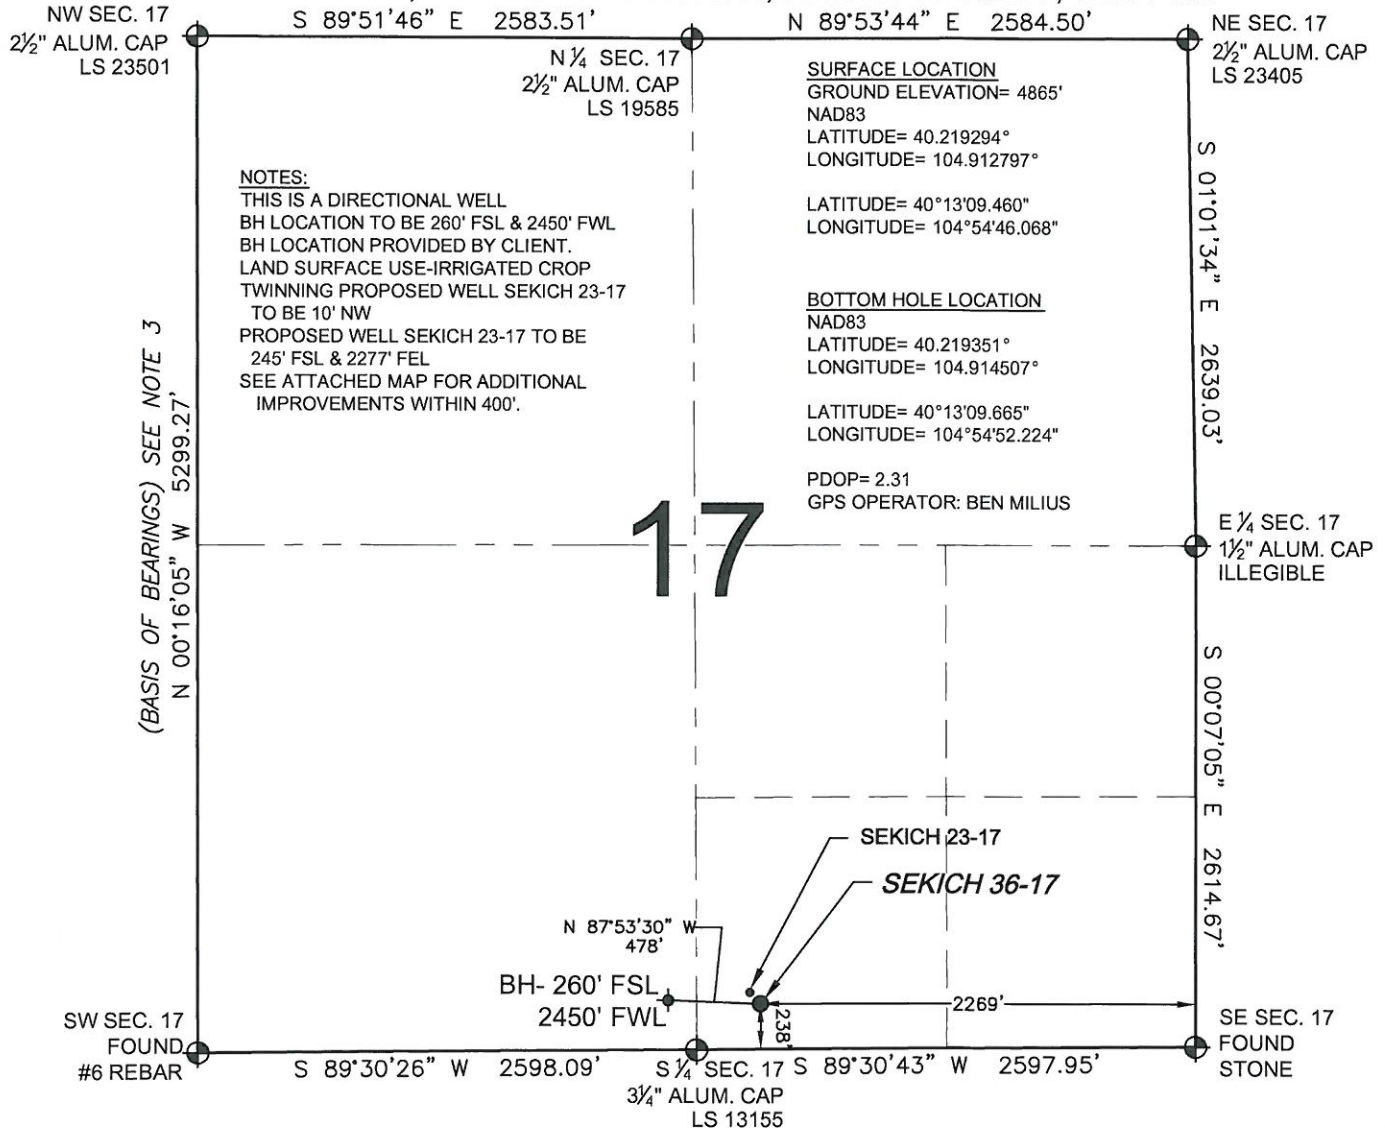 NW SEC. 17
2½" ALUM. CAP
LS 23501
S 89°51'46" E 2583.51'
N ¼ SEC. 17
2½" ALUM. CAP
LS 19585
N 89°53'44" E 2584.50'
NE SEC. 17
2½" ALUM. CAP
LS 23405
SURFACE LOCATION
GROUND ELEVATION= 4865'
NAD83
LATITUDE= 40.219294°
LONGITUDE= 104.912797°
LATITUDE= 40°13'09.460"
LONGITUDE= 104°54'46.068"
NOTES:
THIS IS A DIRECTIONAL WELL
BH LOCATION TO BE 260' FSL & 2450' FWL
BH LOCATION PROVIDED BY CLIENT.
LAND SURFACE USE-IRRIGATED CROP
TWINNING PROPOSED WELL SEKICH 23-17
TO BE 10' NW
PROPOSED WELL SEKICH 23-17 TO BE
245' FSL & 2277' FEL
SEE ATTACHED MAP FOR ADDITIONAL
IMPROVEMENTS WITHIN 400'.
BOTTOM HOLE LOCATION
NAD83
LATITUDE= 40.219351°
LONGITUDE= 104.914507°
LATITUDE= 40°13'09.665"
LONGITUDE= 104°54'52.224"
PDOP= 2.31
GPS OPERATOR: BEN MILIUS
S 01°01'34" E 2639.03'
(BASIS OF BEARINGS) SEE NOTE 3
N 00°16'05" W 5299.27'
17
E ¼ SEC. 17
1½" ALUM. CAP
ILLEGIBLE
S 00°07'05" E 2614.67'
SEKICH 23-17
SEKICH 36-17
N 87°53'30" W
478'
BH- 260' FSL
2450' FWL
2269'
238'
SW SEC. 17
FOUND
#6 REBAR
S 89°30'26" W 2598.09'
S ¼ SEC. 17
3¼" ALUM. CAP
LS 13155
S 89°30'43" W 2597.95'
SE SEC. 17
FOUND
STONE